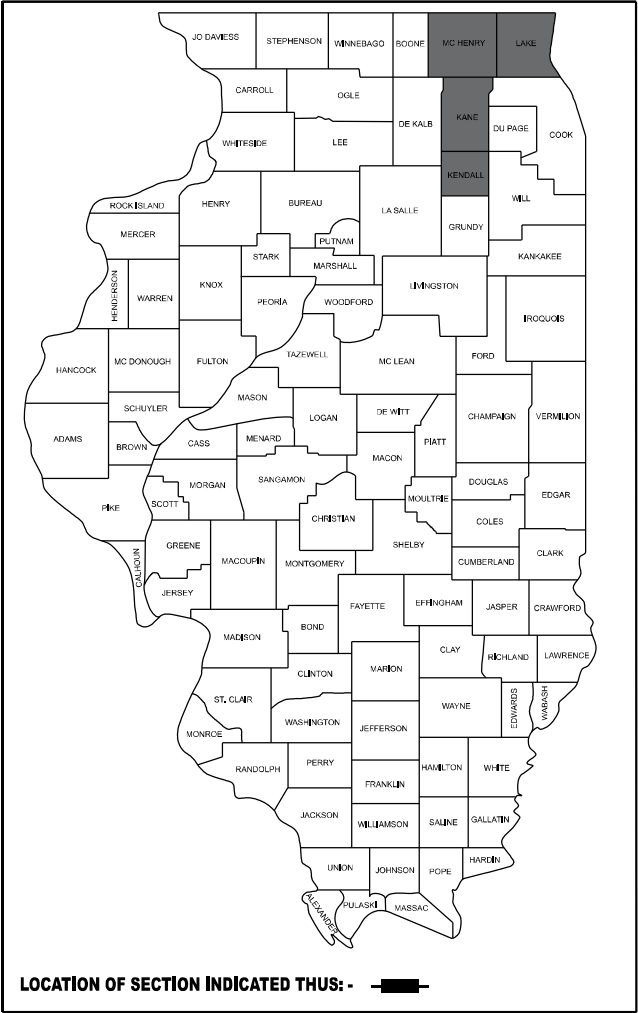 JO DAVIESS
STEPHENSON
WINNEBAGO
BOONE
MC HENRY
LAKE
CARROLL
OGLE
DE KALB
KANE
DU PAGE
COOK
WHITESIDE
LEE
KENDALL
ROCK ISLAND
HENRY
BUREAU
LA SALLE
WILL
GRUNDY
MERCER
PUTNAM
STARK
MARSHALL
KANKAKEE
HENDERSON
WARREN
KNOX
PEORIA
WOODFORD
LIVINGSTON
IROQUOIS
HANCOCK
MC DONOUGH
FULTON
TAZEWELL
MC LEAN
FORD
SCHUYLER
MASON
LOGAN
DE WITT
CHAMPAIGN
VERMILION
ADAMS
BROWN
CASS
MENARD
MACON
PIATT
PIKE
SCOTT
MORGAN
SANGAMON
CHRISTIAN
MOULTRIE
DOUGLAS
EDGAR
COLES
CALHOUN
GREENE
MACOUPIN
MONTGOMERY
SHELBY
CUMBERLAND
CLARK
JERSEY
MADISON
BOND
FAYETTE
EFFINGHAM
JASPER
CRAWFORD
CLINTON
MARION
CLAY
RICHLAND
LAWRENCE
ST. CLAIR
WASHINGTON
WAYNE
EDWARDS
WABASH
MONROE
JEFFERSON
RANDOLPH
PERRY
FRANKLIN
HAMILTON
WHITE
JACKSON
WILLIAMSON
SALINE
GALLATIN
UNION
JOHNSON
POPE
HARDIN
ALEXANDER
PULASKI
MASSAC
LOCATION OF SECTION INDICATED THUS: -